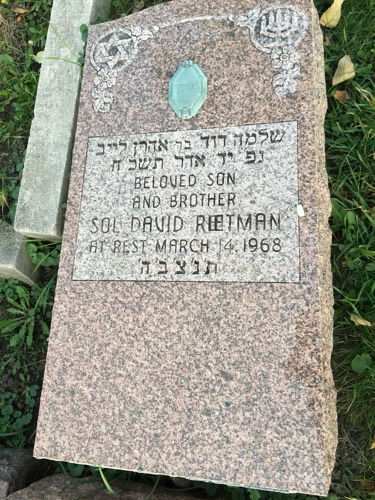 שלמה דוד בר אהרן לייב
נפ' יד אדר תשכ"ח
BELOVED SON
AND BROTHER
SOL DAVID
AT REST MARCH 14, 1968
ת'נ'צ'ב'ה'